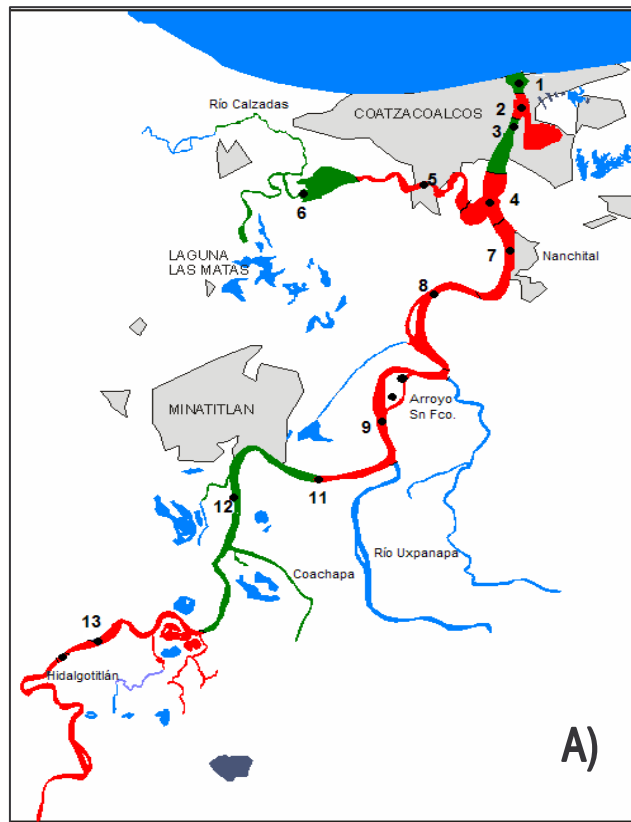 1
Río Calzadas
2
COATZACOALCOS
3
5
6
4
LAGUNA
LAS MATAS
7
Nanchital
8
Arroyo
Sn Fco.
MINATITLAN
9
11
12
Río Uxpanapa
Coachapa
13
Hidalgotitlán
A)